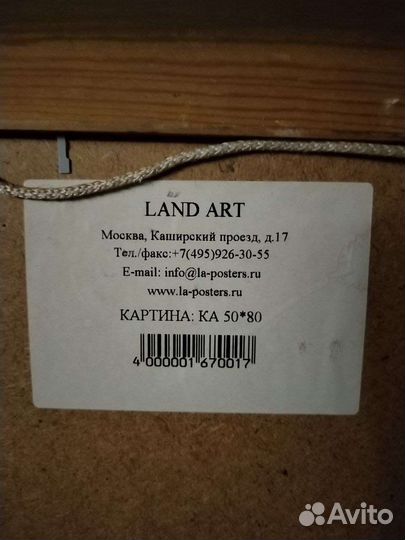 LAND ART
Москва, Каширский проезд, д.17
Тел./факс:+7(495)926-30-55
E-mail: info@la-posters.ru
www.la-posters.ru
КАРТИНА: КА 50*80
4 000001 670017
Avito